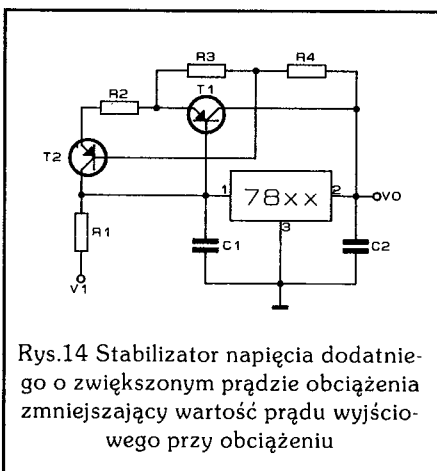 R3
R4
T1
R2
T2
1
78xx
2
VO
3
R1
C1
C2
V1
Rys.14 Stabilizator napięcia dodatnie-
go o zwiększonym prądzie obciążenia
zmniejszający wartość prądu wyjścio-
wego przy obciążeniu